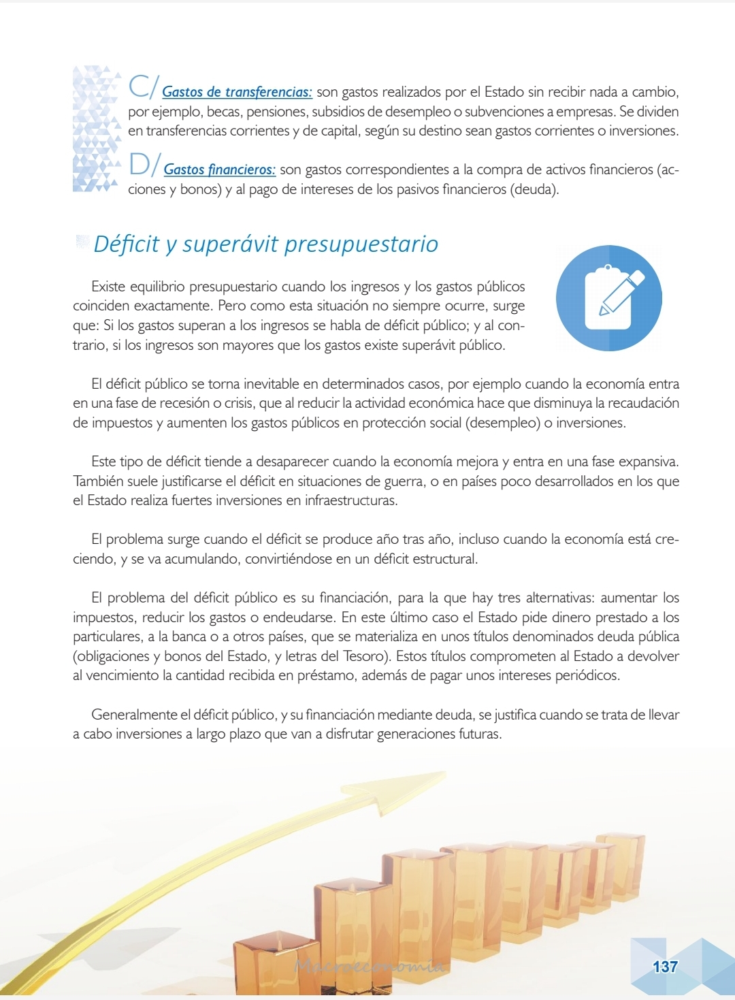 C/ Gastos de transferencias: son gastos realizados por el Estado sin recibir nada a cambio,
por ejemplo, becas, pensiones, subsidios de desempleo o subvenciones a empresas. Se dividen
en transferencias corrientes y de capital, según su destino sean gastos corrientes o inversiones.
D/ Gastos financieros: son gastos correspondientes a la compra de activos financieros (ac-
ciones y bonos) y al pago de intereses de los pasivos financieros (deuda).
Déficit y superávit presupuestario
Existe equilibrio presupuestario cuando los ingresos y los gastos públicos
coinciden exactamente. Pero como esta situación no siempre ocurre, surge
que: Si los gastos superan a los ingresos se habla de déficit público; y al con-
trario, si los ingresos son mayores que los gastos existe superávit público.
El déficit público se torna inevitable en determinados casos, por ejemplo cuando la economía entra
en una fase de recesión o crisis, que al reducir la actividad económica hace que disminuya la recaudación
de impuestos y aumenten los gastos públicos en protección social (desempleo) o inversiones.
Este tipo de déficit tiende a desaparecer cuando la economía mejora y entra en una fase expansiva.
También suele justificarse el déficit en situaciones de guerra, o en países poco desarrollados en los que
el Estado realiza fuertes inversiones en infraestructuras.
El problema surge cuando el déficit se produce año tras año, incluso cuando la economía está cre-
ciendo, y se va acumulando, convirtiéndose en un déficit estructural.
El problema del déficit público es su financiación, para la que hay tres alternativas: aumentar los
impuestos, reducir los gastos o endeudarse. En este último caso el Estado pide dinero prestado a los
particulares, a la banca o a otros países, que se materializa en unos títulos denominados deuda pública
(obligaciones y bonos del Estado, y letras del Tesoro). Estos títulos comprometen al Estado a devolver
al vencimiento la cantidad recibida en préstamo, además de pagar unos intereses periódicos.
Generalmente el déficit público, y su financiación mediante deuda, se justifica cuando se trata de llevar
a cabo inversiones a largo plazo que van a disfrutar generaciones futuras.
Macroeconomía
137